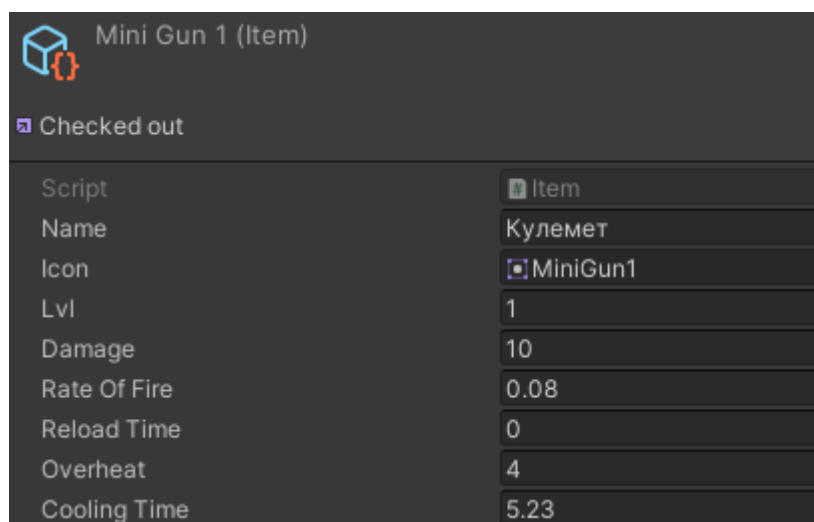 Mini Gun 1 (Item)
Checked out
Script Item
Name Кулемет
Icon MiniGun1
Lvl 1
Damage 10
Rate Of Fire 0.08
Reload Time 0
Overheat 4
Cooling Time 5.23